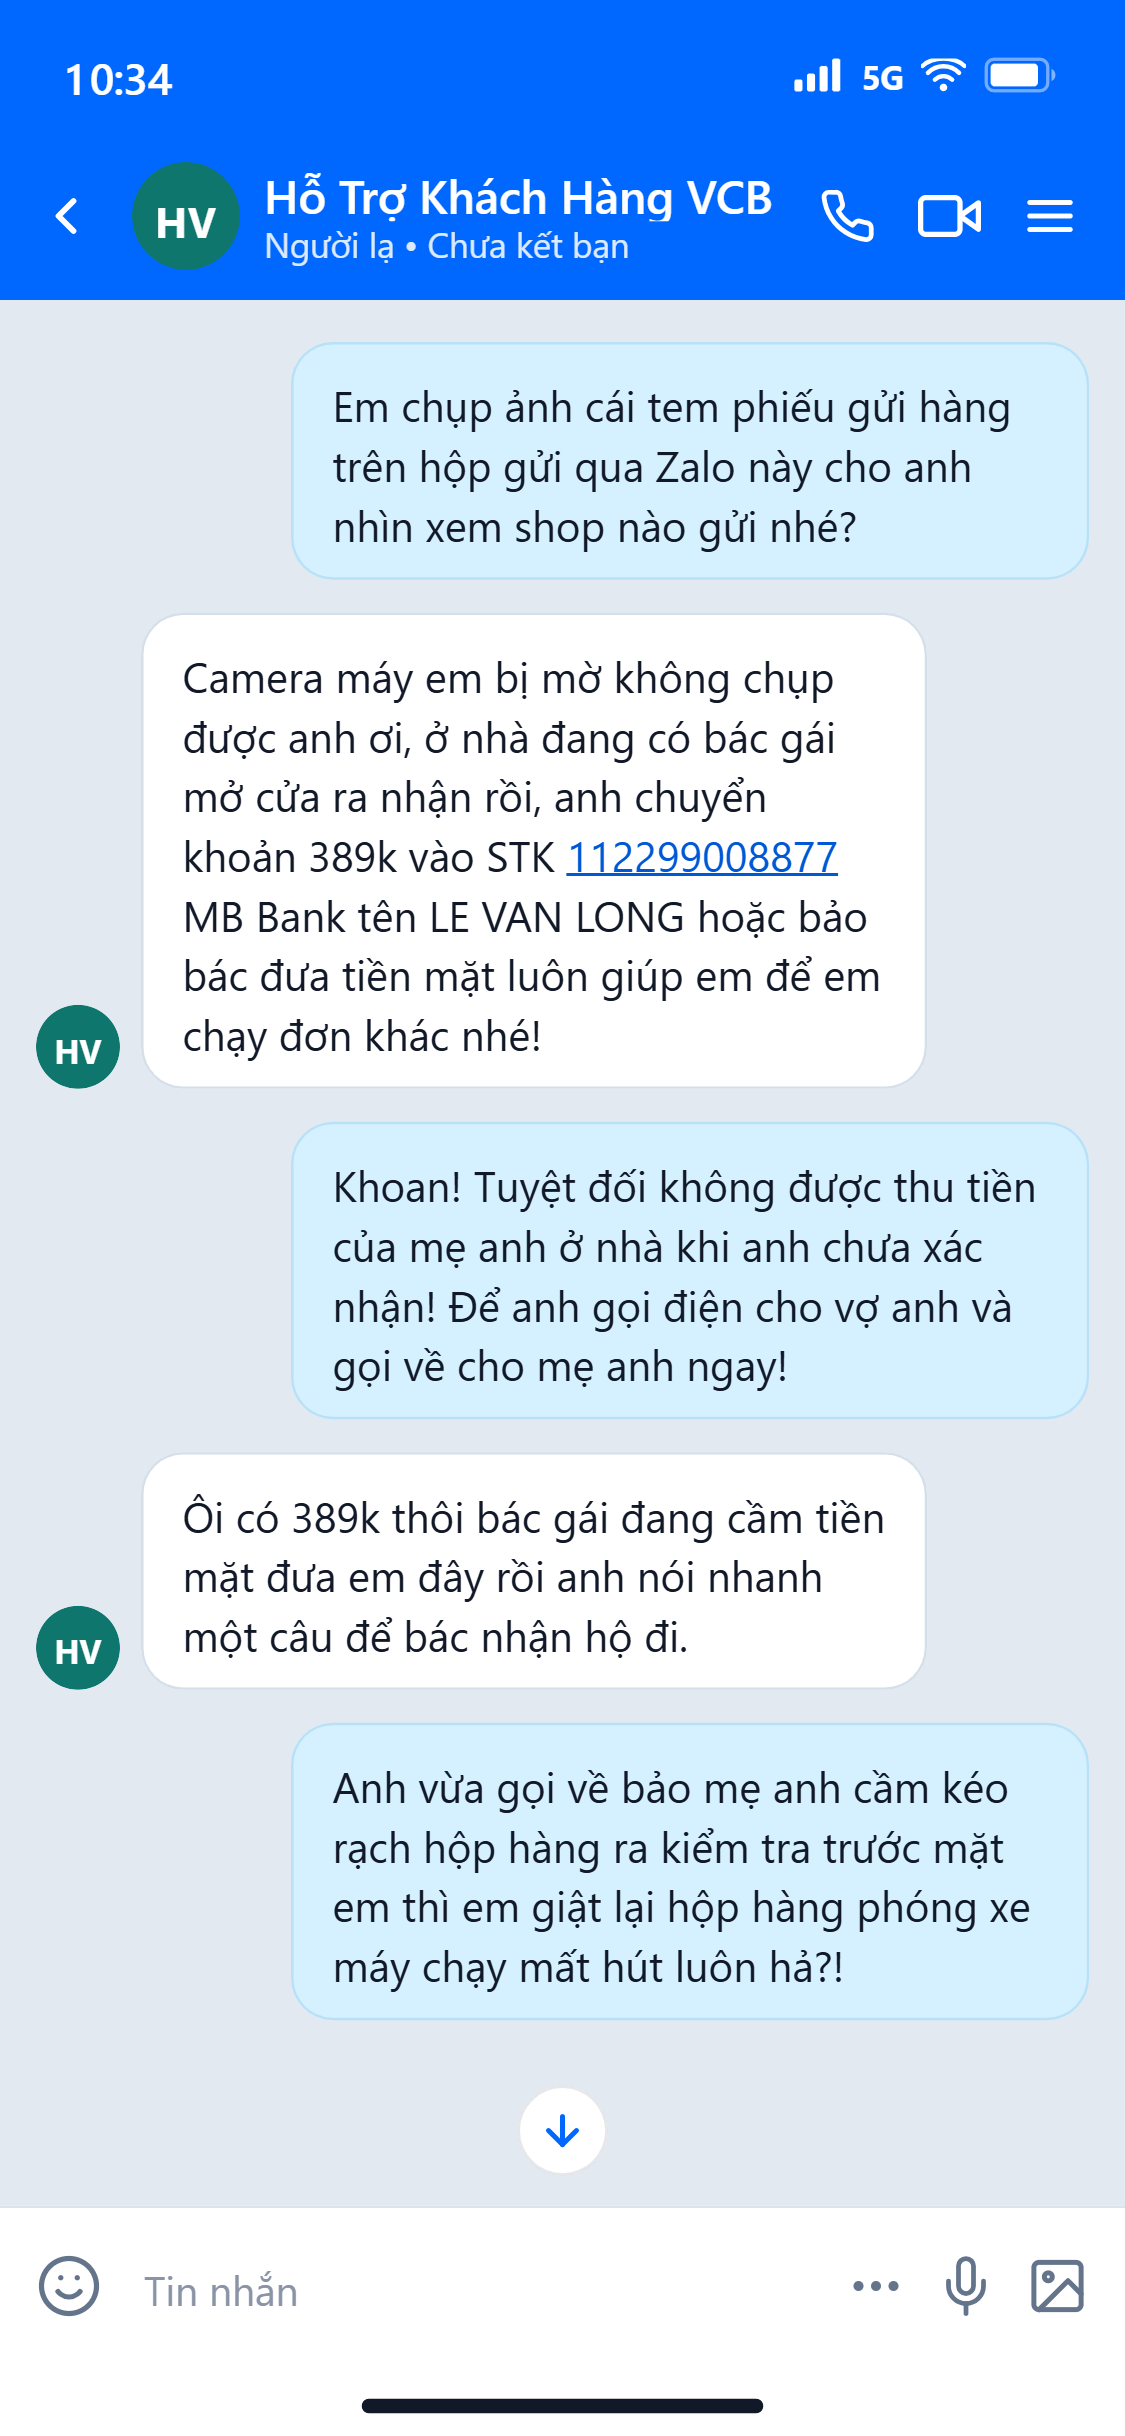 10:34
5G
HV
Hỗ Trợ Khách Hàng VCB
Người lạ • Chưa kết bạn
Em chụp ảnh cái tem phiếu gửi hàng
trên hộp gửi qua Zalo này cho anh
nhìn xem shop nào gửi nhé?
Camera máy em bị mờ không chụp
được anh ơi, ở nhà đang có bác gái
mở cửa ra nhận rồi, anh chuyển
khoản 389k vào STK 112299008877
MB Bank tên LE VAN LONG hoặc bảo
bác đưa tiền mặt luôn giúp em để em
chạy đơn khác nhé!
HV
Khoan! Tuyệt đối không được thu tiền
của mẹ anh ở nhà khi anh chưa xác
nhận! Để anh gọi điện cho vợ anh và
gọi về cho mẹ anh ngay!
Ôi có 389k thôi bác gái đang cầm tiền
mặt đưa em đây rồi anh nói nhanh
một câu để bác nhận hộ đi.
HV
Anh vừa gọi về bảo mẹ anh cầm kéo
rạch hộp hàng ra kiểm tra trước mặt
em thì em giật lại hộp hàng phóng xe
máy chạy mất hút luôn hả?!
Tin nhắn